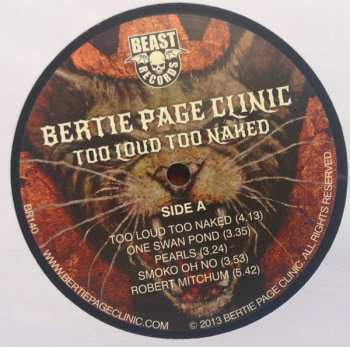 BEAST
RECORDS
BERTIE PAGE CLINIC
TOO LOUD TOO NAKED
SIDE A
TOO LOUD TOO NAKED (4.13)
ONE SWAN POND (3.35)
PEARLS (3.24)
SMOKO OH NO (3.53)
ROBERT MITCHUM (5.42)
BR140
WWW.BERTIEPAGECLINIC.COM
© 2013 BERTIE PAGE CLINIC. ALL RIGHTS RESERVED.